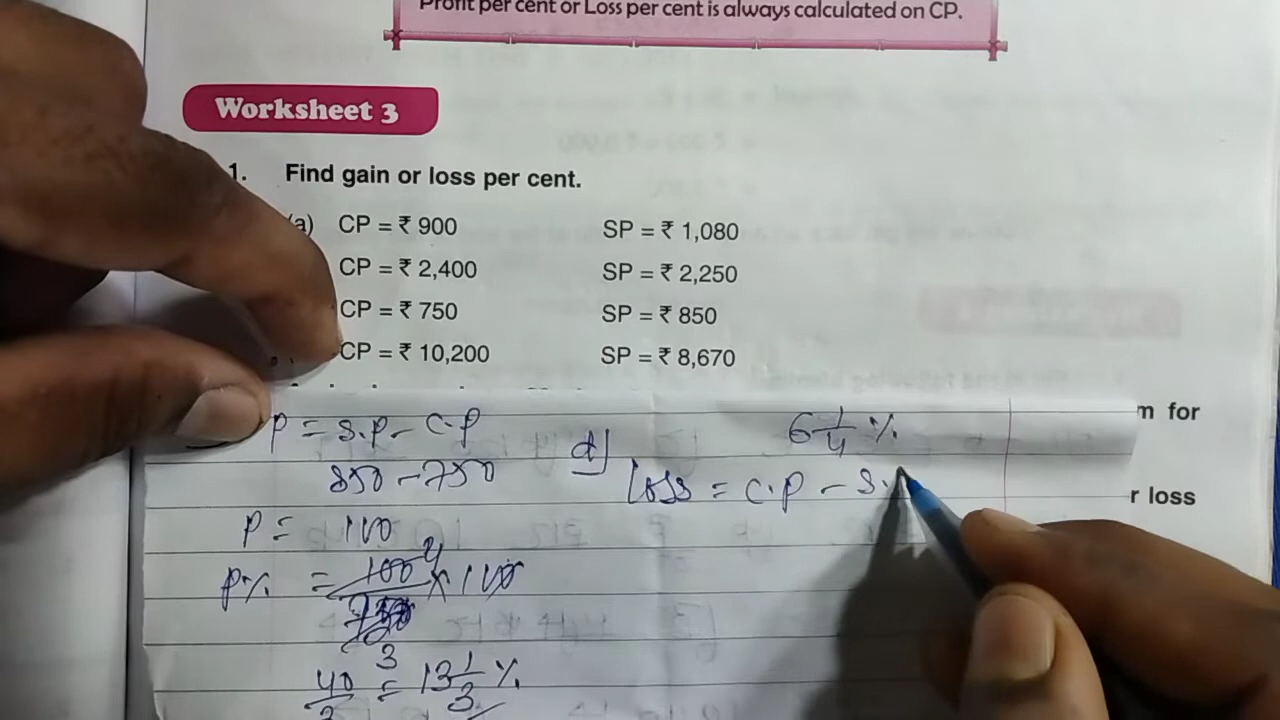 Profit per cent or Loss per cent is always calculated on CP.
Worksheet 3
1. Find gain or loss per cent.
(a) CP = ₹ 900 SP = ₹ 1,080
CP = ₹ 2,400 SP = ₹ 2,250
CP = ₹ 750 SP = ₹ 850
CP = ₹ 10,200 SP = ₹ 8,670
m for
r loss
P = S.P - C.P
850 - 750
P = 100
P% = 100/750 × 100
40/3 = 13 1/3 %
6 1/4 %
d) Loss = C.P - S.